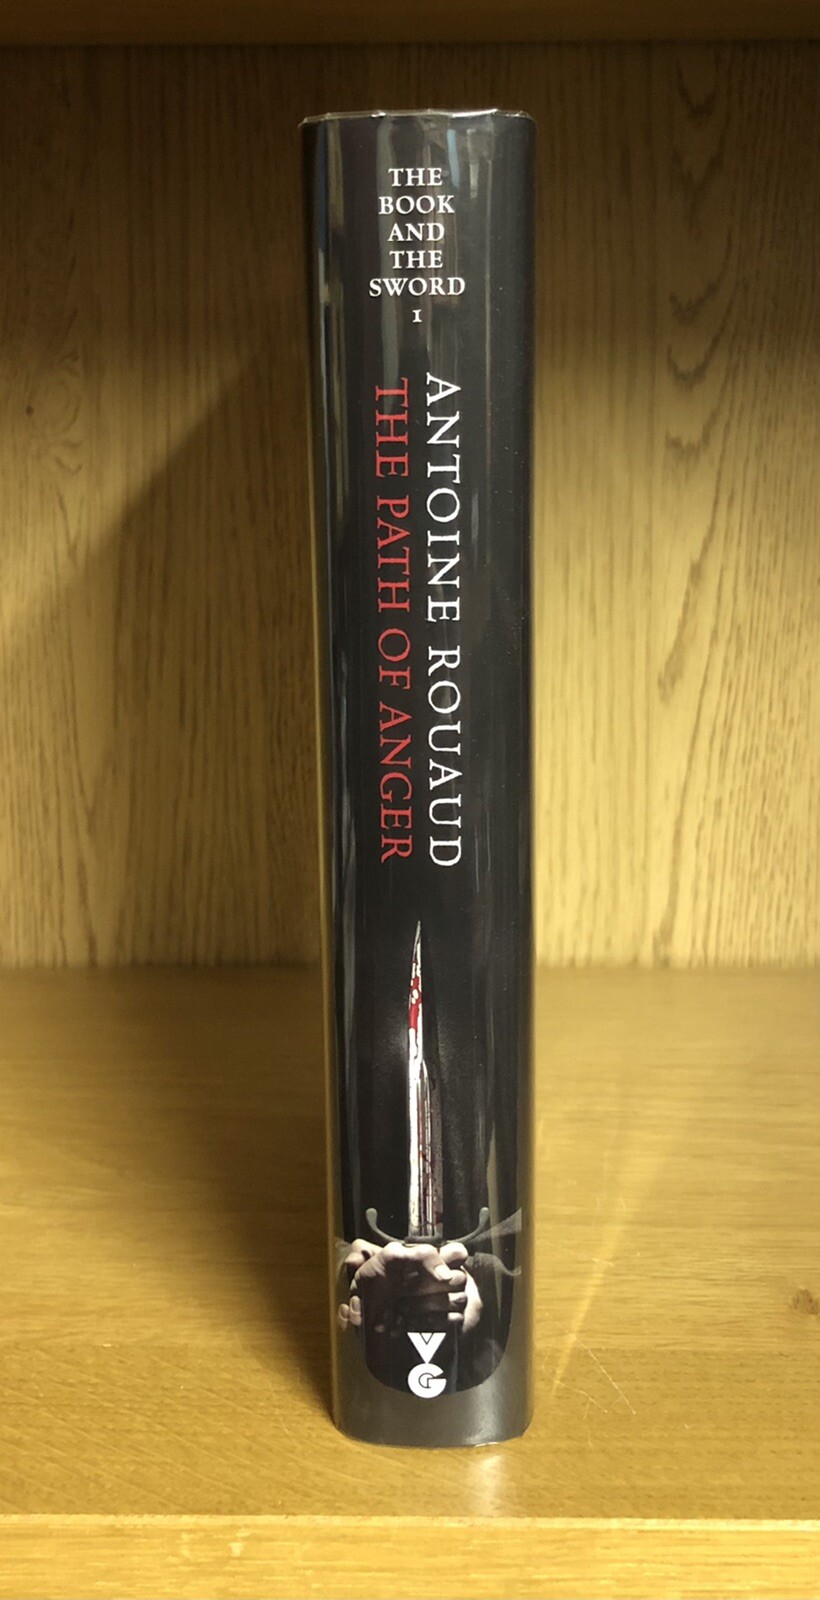 THE
BOOK
AND
THE
SWORD
1
ANTOINE ROUAUD
THE PATH OF ANGER
VG